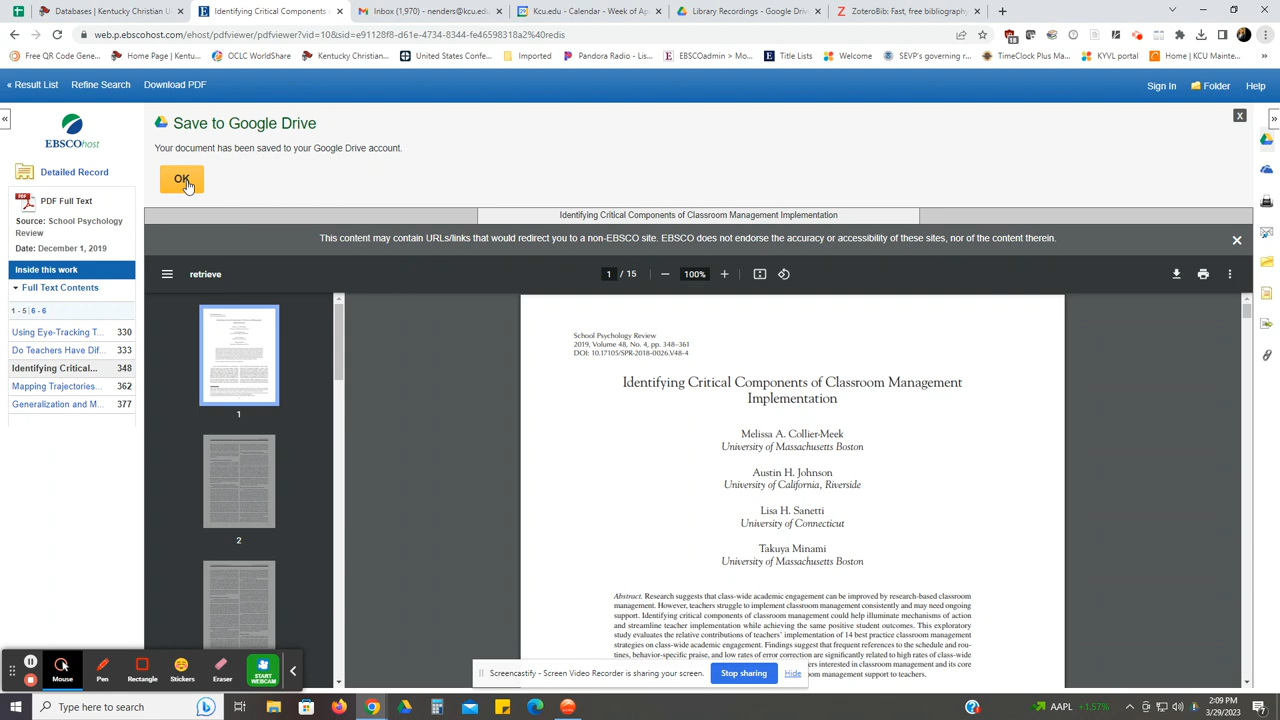 Databases | Kentucky Christian U
Identifying Critical Components o
Inbox (1,970) - renders@kcu.edu
Kcu.edu - Calendar - Week of Ap
Library Recordings - Google Driv
ZoteroBib: Fast, free bibliography
web.p.ebscohost.com/ehost/pdfviewer/pdfviewer?vid=10&sid=e91128f8-d61e-4734-8344-fe46598318a2%40redis
18
Free QR Code Gene...
Home Page | Kentu...
OCLC WorldShare
Kentucky Christian...
United States Confe...
Imported
Pandora Radio - Lis...
EBSCOadmin > Mo...
Title Lists
Welcome
SEVP's governing r...
TimeClock Plus Ma...
KYVL portal
Home | KCU Mainte...
»
« Result List Refine Search Download PDF
Sign In Folder Help
«
EBSCOhost
Detailed Record
PDF
PDF Full Text
Source: School Psychology
Review
Date: December 1, 2019
Inside this work
Full Text Contents
1 - 5 | 6 - 6
Using Eye-Tracking T... 330
Do Teachers Have Dif... 333
Identifying Critical... 348
Mapping Trajectories... 362
Generalization and M... 377
Save to Google Drive
X
»
Your document has been saved to your Google Drive account.
OK
Identifying Critical Components of Classroom Management Implementation
This content may contain URLs/links that would redirect you to a non-EBSCO site. EBSCO does not endorse the accuracy or accessibility of these sites, nor of the content therein.
retrieve
1 / 15
100%
1
2
School Psychology Review
2019, Volume 48, No. 4, pp. 348–361
DOI: 10.17105/SPR-2018-0026.V48-4
Identifying Critical Components of Classroom Management
Implementation
Melissa A. Collier-Meek
University of Massachusetts Boston
Austin H. Johnson
University of California, Riverside
Lisa H. Sanetti
University of Connecticut
Takuya Minami
University of Massachusetts Boston
Abstract. Research suggests that class-wide academic engagement can be improved by research-based classroom
management. However, teachers struggle to implement classroom management consistently and may need ongoing
support. Identifying critical components of classroom management could help illuminate mechanisms of action
and streamline teacher implementation while achieving the same positive student outcomes. This exploratory
study evaluates the relative contributions of teachers' implementation of 14 best practice classroom management
strategies on class-wide academic engagement. Findings suggest that frequent references to the schedule and rou-
tines, behavior-specific praise, and low rates of error correction are significantly related to high rates of class-wide
ers interested in classroom management and its core
om management support to teachers.
Mouse
Pen
Rectangle
Stickers
Eraser
START
WEBCAM
Screencastify - Screen Video Recorder is sharing your screen.
Stop sharing
Hide
Type here to search
AAPL +1.57%
2:09 PM
3/29/2023